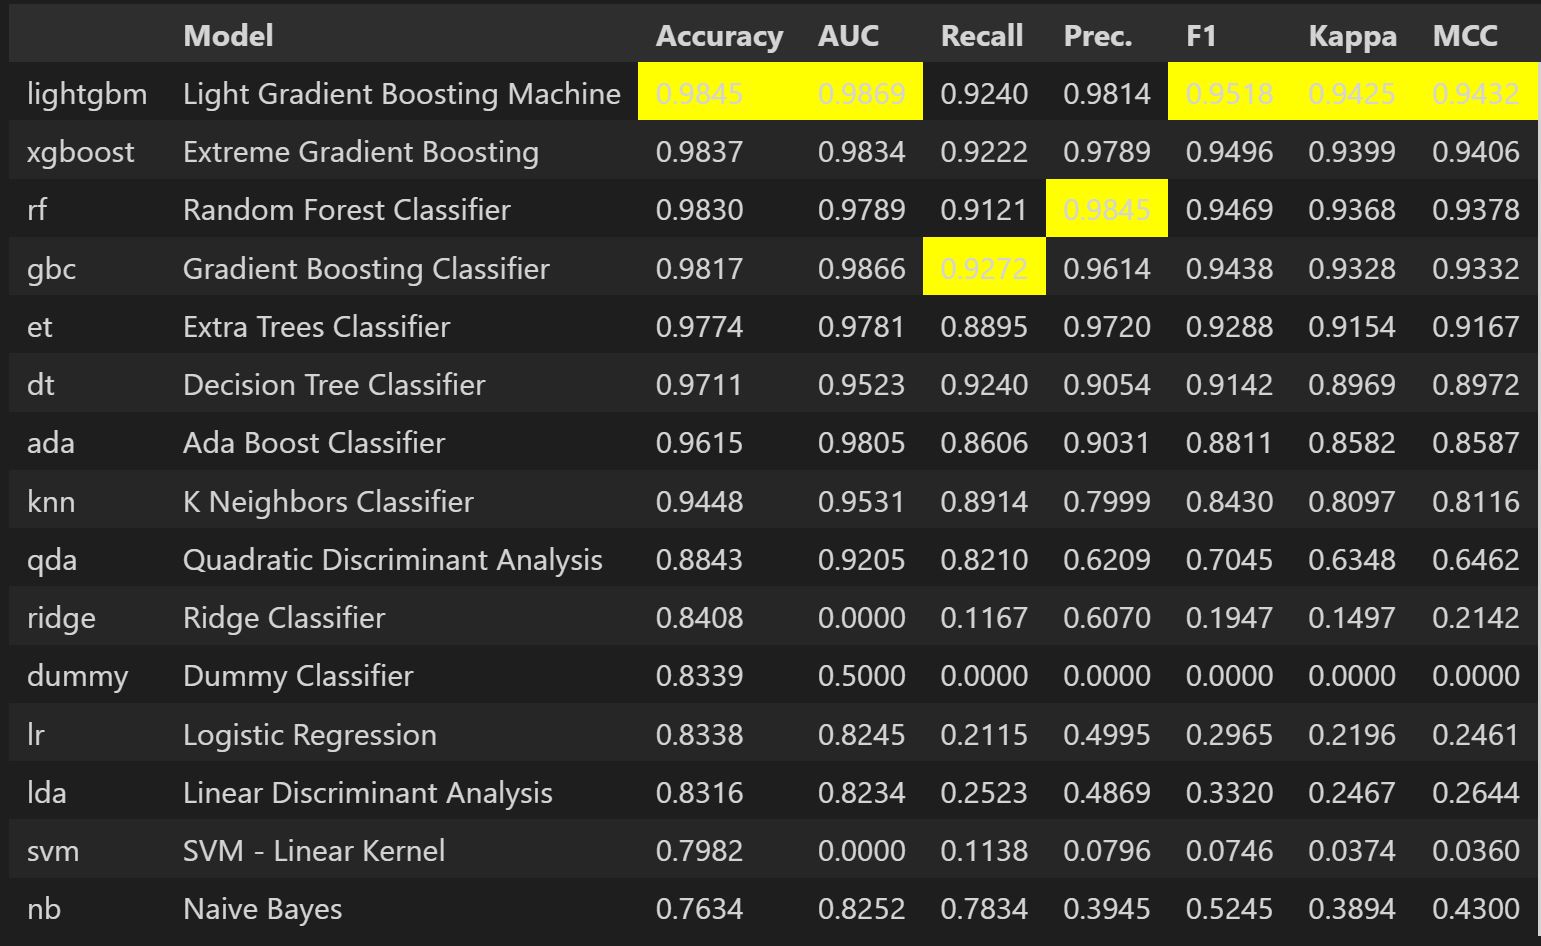 Model Accuracy AUC Recall Prec. F1 Kappa MCC
lightgbm Light Gradient Boosting Machine 0.9845 0.9869 0.9240 0.9814 0.9518 0.9425 0.9432
xgboost Extreme Gradient Boosting 0.9837 0.9834 0.9222 0.9789 0.9496 0.9399 0.9406
rf Random Forest Classifier 0.9830 0.9789 0.9121 0.9845 0.9469 0.9368 0.9378
gbc Gradient Boosting Classifier 0.9817 0.9866 0.9272 0.9614 0.9438 0.9328 0.9332
et Extra Trees Classifier 0.9774 0.9781 0.8895 0.9720 0.9288 0.9154 0.9167
dt Decision Tree Classifier 0.9711 0.9523 0.9240 0.9054 0.9142 0.8969 0.8972
ada Ada Boost Classifier 0.9615 0.9805 0.8606 0.9031 0.8811 0.8582 0.8587
knn K Neighbors Classifier 0.9448 0.9531 0.8914 0.7999 0.8430 0.8097 0.8116
qda Quadratic Discriminant Analysis 0.8843 0.9205 0.8210 0.6209 0.7045 0.6348 0.6462
ridge Ridge Classifier 0.8408 0.0000 0.1167 0.6070 0.1947 0.1497 0.2142
dummy Dummy Classifier 0.8339 0.5000 0.0000 0.0000 0.0000 0.0000 0.0000
lr Logistic Regression 0.8338 0.8245 0.2115 0.4995 0.2965 0.2196 0.2461
lda Linear Discriminant Analysis 0.8316 0.8234 0.2523 0.4869 0.3320 0.2467 0.2644
svm SVM - Linear Kernel 0.7982 0.0000 0.1138 0.0796 0.0746 0.0374 0.0360
nb Naive Bayes 0.7634 0.8252 0.7834 0.3945 0.5245 0.3894 0.4300